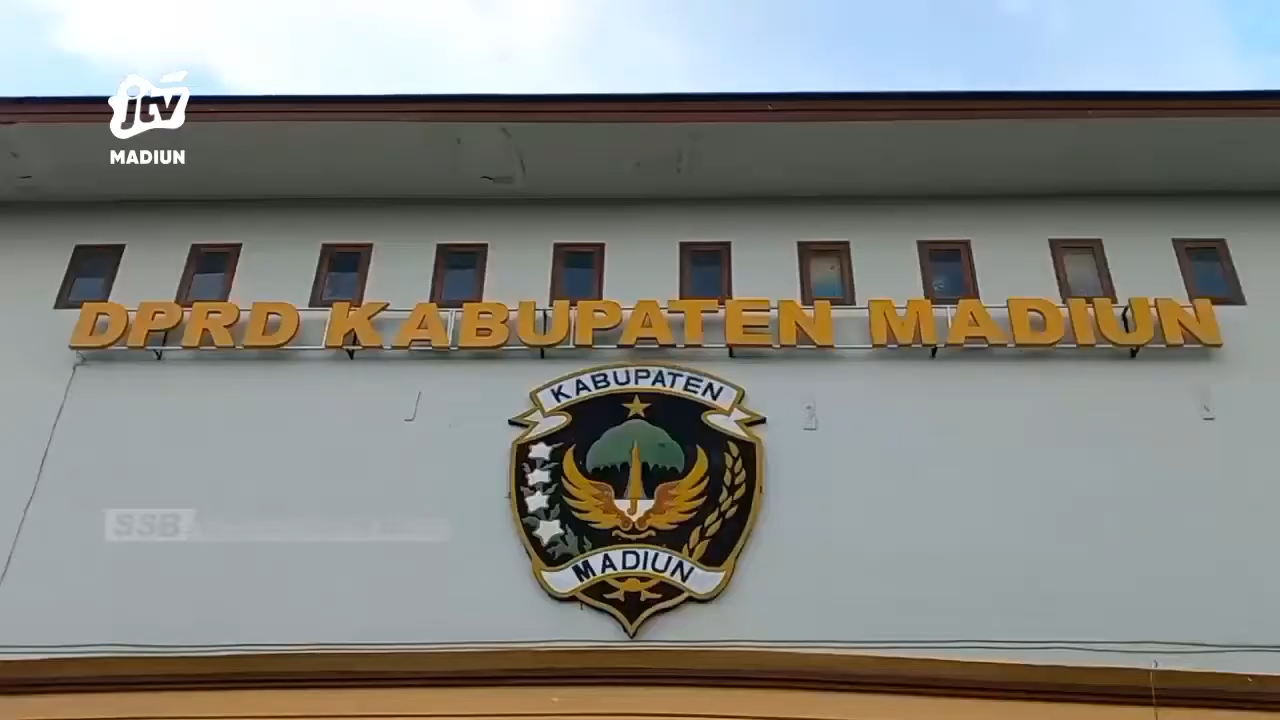 jtv
MADIUN
DPRD KABUPATEN MADIUN
KABUPATEN
MADIUN
SSB